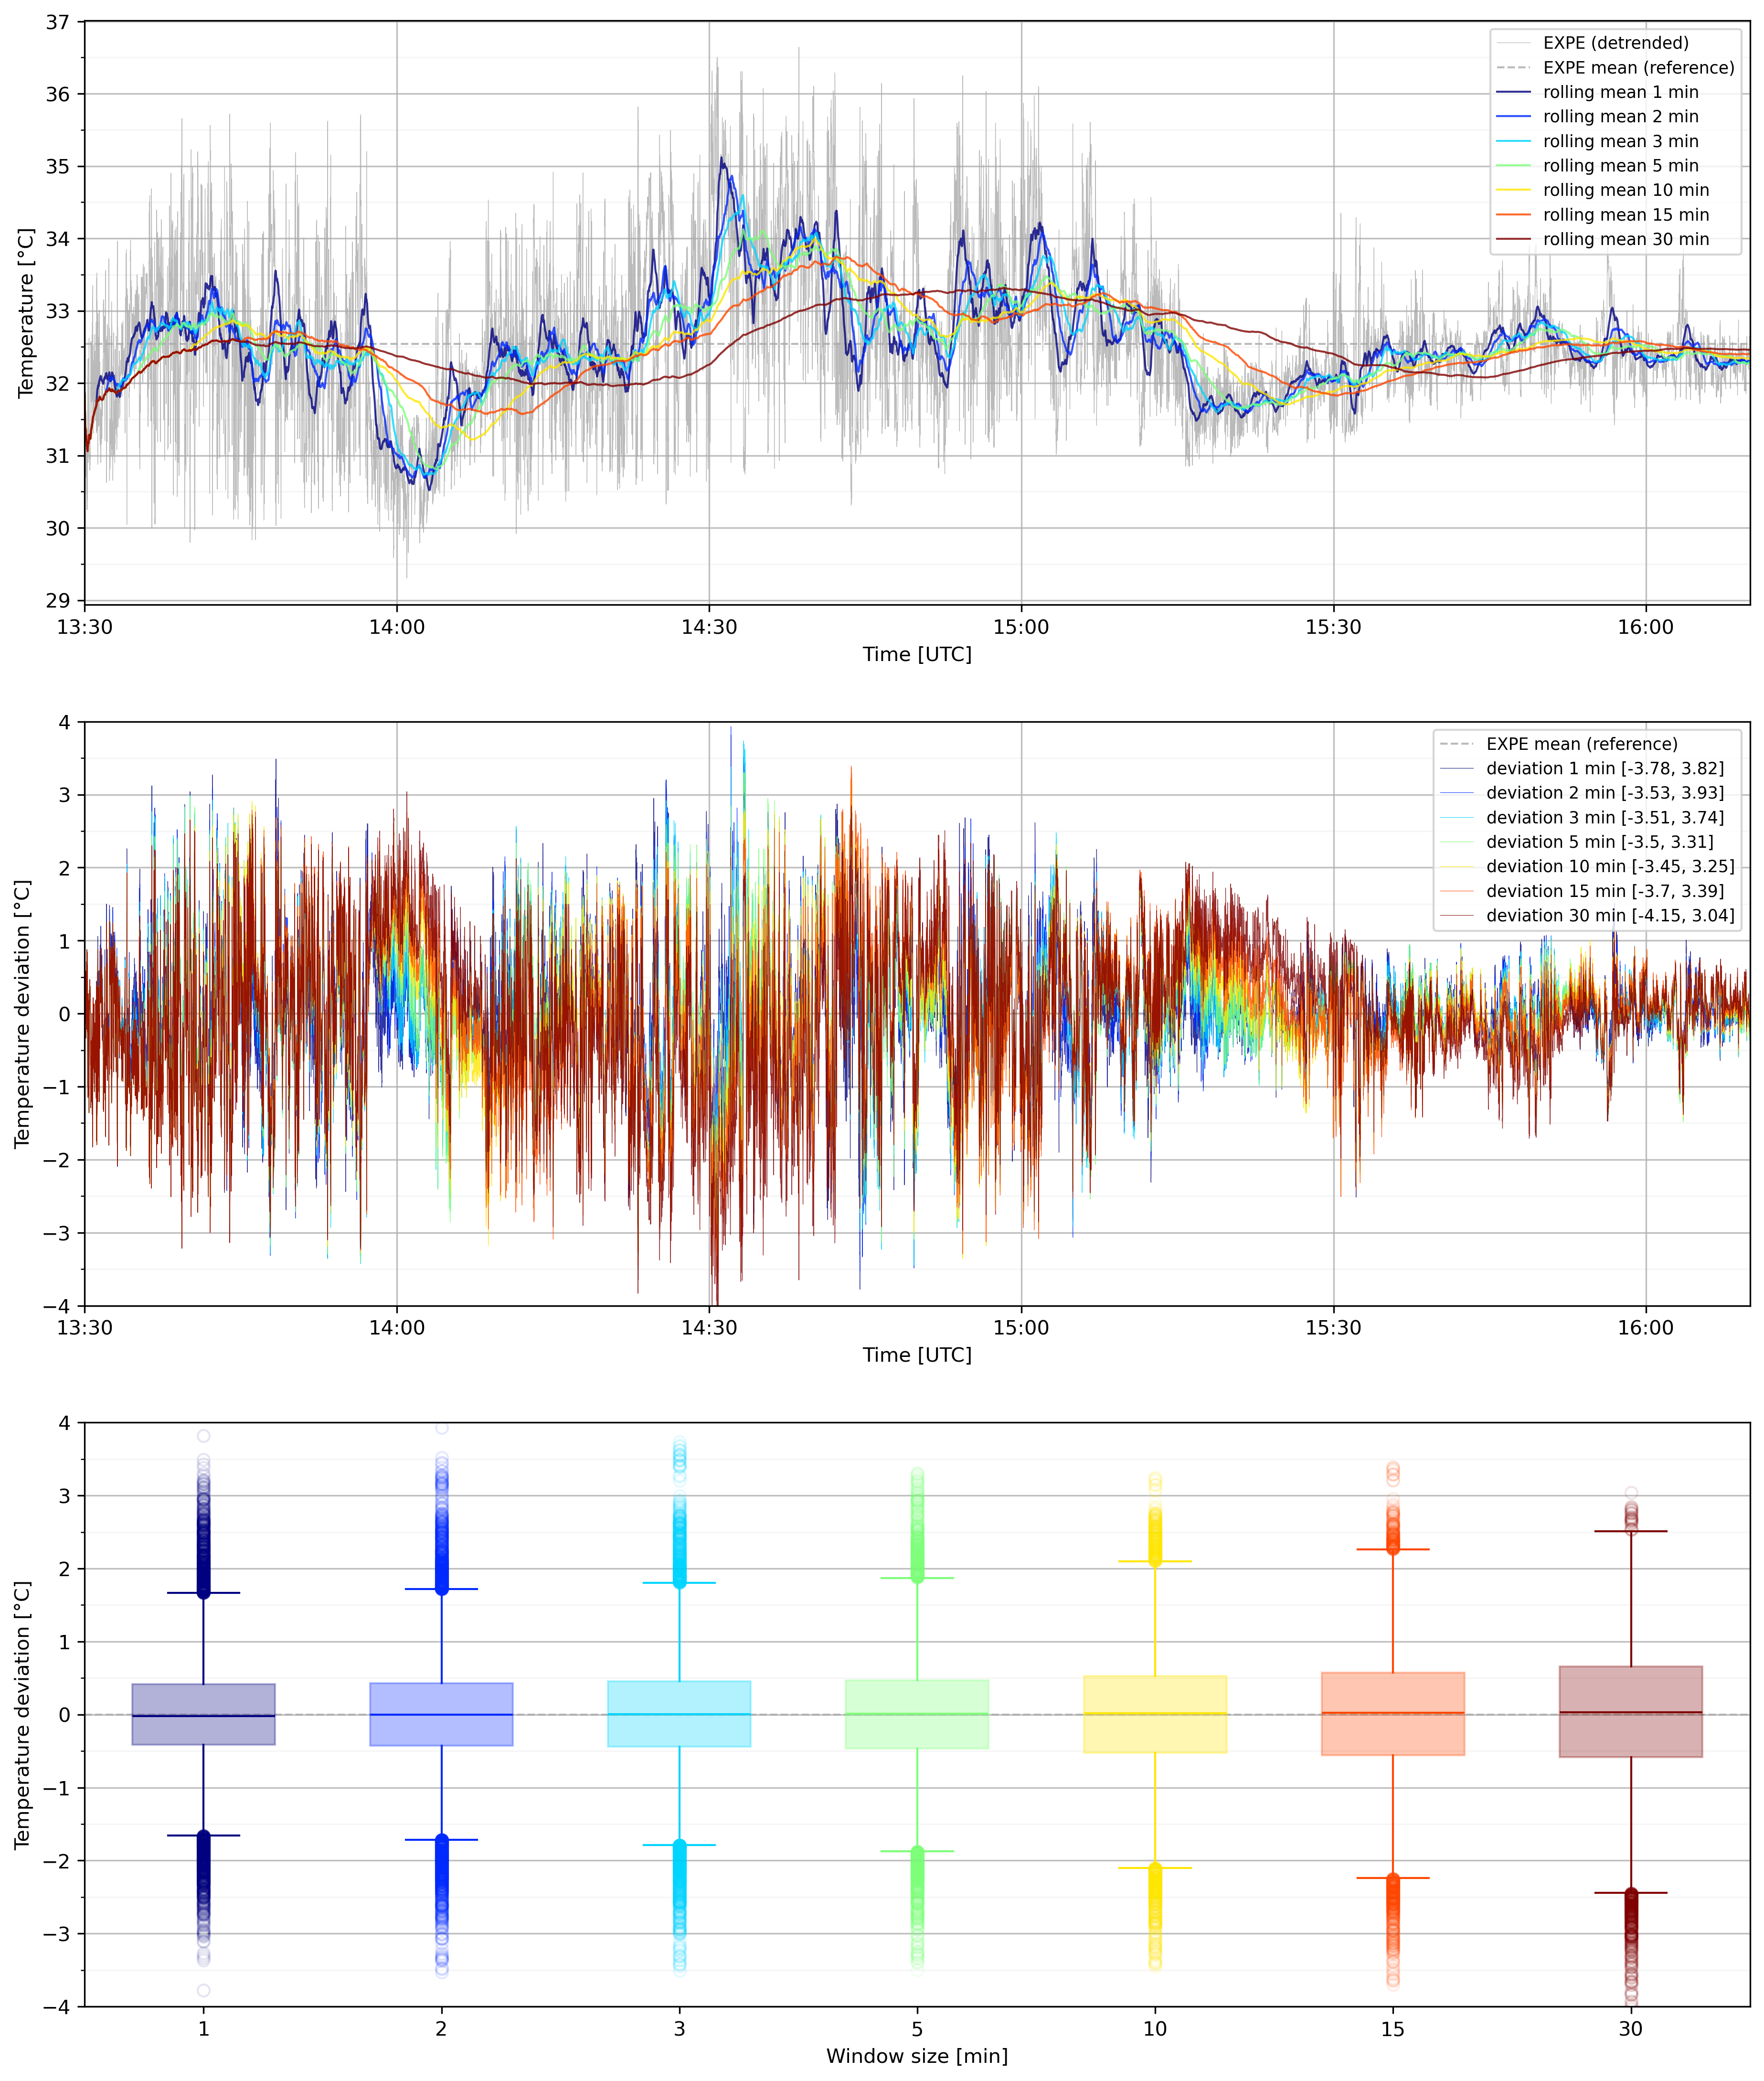 37
36
35
34
33
32
31
30
29
Temperature [°C]
EXPE (detrended)
EXPE mean (reference)
rolling mean 1 min
rolling mean 2 min
rolling mean 3 min
rolling mean 5 min
rolling mean 10 min
rolling mean 15 min
rolling mean 30 min
13:30 14:00 14:30 15:00 15:30 16:00
Time [UTC]
4
3
2
1
0
−1
−2
−3
−4
Temperature deviation [°C]
EXPE mean (reference)
deviation 1 min [-3.78, 3.82]
deviation 2 min [-3.53, 3.93]
deviation 3 min [-3.51, 3.74]
deviation 5 min [-3.5, 3.31]
deviation 10 min [-3.45, 3.25]
deviation 15 min [-3.7, 3.39]
deviation 30 min [-4.15, 3.04]
13:30 14:00 14:30 15:00 15:30 16:00
Time [UTC]
4
3
2
1
0
−1
−2
−3
−4
Temperature deviation [°C]
1 2 3 5 10 15 30
Window size [min]